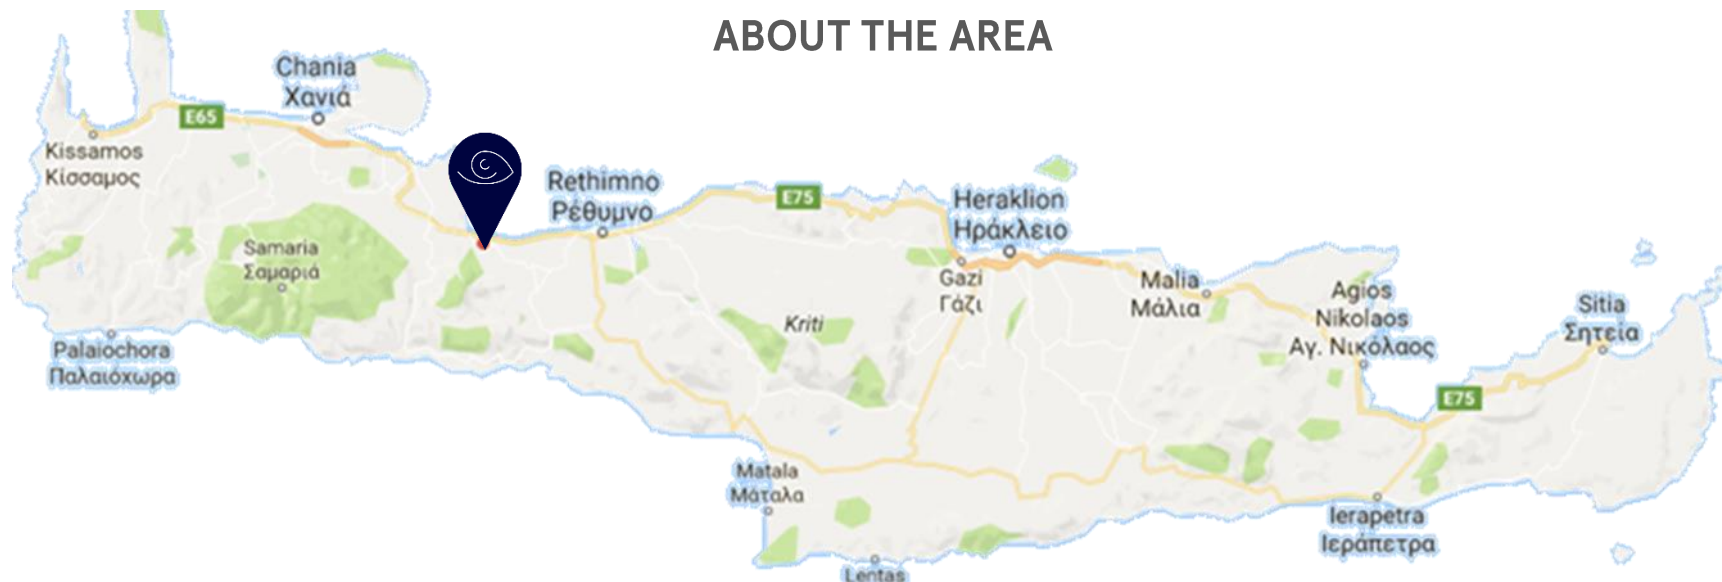 ABOUT THE AREA
Chania
Χανιά
E65
Kissamos
Κίσσαμος
Rethimno
Ρέθυμνο
E75
Heraklion
Ηράκλειο
Samaria
Σαμαριά
Gazi
Γάζι
Malia
Μάλια
Agios
Nikolaos
Αγ. Νικόλαος
Sitia
Σητεία
Kriti
Palaiochora
Παλαιόχωρα
E75
Matala
Μάταλα
Ierapetra
Ιεράπετρα
Lentas